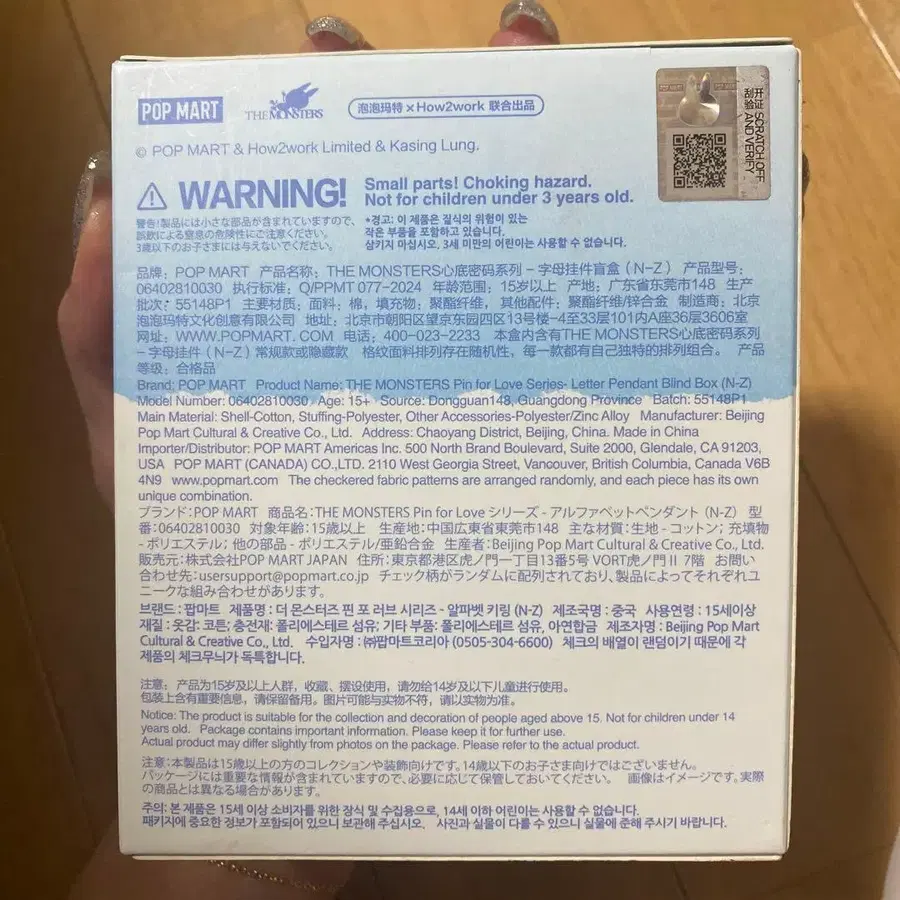 POP MART
THE MONSTERS
泡泡玛特 × How2work 联合出品
刮开验证
SCRATCH OFF AND VERIFY
© POP MART & How2work Limited & Kasing Lung.
WARNING!
Small parts! Choking hazard.
Not for children under 3 years old.
警告!製品には小さな部品が含まれていますので、
誤飲による窒息の危険性にご注意ください。
3歳以下のお子さまには与えないでください。
*경고: 이 제품은 질식의 위험이 있는
작은 부품을 포함하고 있습니다.
삼키지 마십시오. 3세 미만의 어린이는 사용할 수 없습니다.
品牌：POP MART 产品名称：THE MONSTERS心底密码系列 – 字母挂件盲盒（N-Z）产品型号：
06402810030 执行标准：Q/PPMT 077-2024 年龄范围：15岁以上 产地：广东省东莞市148 生产
批次：55148P1 主要材质：面料：棉，填充物：聚酯纤维，其他配件：聚酯纤维/锌合金 制造商：北京
泡泡玛特文化创意有限公司 地址：北京市朝阳区望京东园四区13号楼-4至33层101内A座36层3606室
网址：WWW.POPMART.COM 电话：400-023-2233 本盒内含有THE MONSTERS心底密码系列
– 字母挂件（N-Z）常规款或隐藏款 格纹面料排列存在随机性，每一款都有自己独特的排列组合。 产品
等级：合格品
Brand: POP MART Product Name: THE MONSTERS Pin for Love Series- Letter Pendant Blind Box (N-Z)
Model Number: 06402810030 Age: 15+ Source: Dongguan148, Guangdong Province Batch: 55148P1
Main Material: Shell-Cotton, Stuffing-Polyester, Other Accessories-Polyester/Zinc Alloy Manufacturer: Beijing
Pop Mart Cultural & Creative Co., Ltd. Address: Chaoyang District, Beijing, China. Made in China
Importer/Distributor: POP MART Americas Inc. 500 North Brand Boulevard, Suite 2000, Glendale, CA 91203,
USA POP MART (CANADA) CO.,LTD. 2110 West Georgia Street, Vancouver, British Columbia, Canada V6B
4N9 www.popmart.com The checkered fabric patterns are arranged randomly, and each piece has its own
unique combination.
ブランド：POP MART 商品名：THE MONSTERS Pin for Love シリーズ - アルファベットペンダント（N-Z） 型
番：06402810030 対象年齢：15歳以上 生産地：中国広東省東莞市148 主な材質：生地 - コットン；充填物
- ポリエステル；他の部品 - ポリエステル/亜鉛合金 生産者：Beijing Pop Mart Cultural & Creative Co., Ltd.
販売元：株式会社POP MART JAPAN 住所：東京都港区虎ノ門一丁目13番5号 VORT虎ノ門Ⅱ 7階 お問い
合わせ先：usersupport@popmart.co.jp チェック柄がランダムに配列されており、製品によってそれぞれユ
ニークな組み合わせがあります。
브랜드 : 팝마트 제품명 : 더 몬스터즈 핀 포 러브 시리즈 - 알파벳 키링 (N-Z) 제조국명 : 중국 사용연령 : 15세이상
재질 : 겉감: 코튼; 충전재: 폴리에스테르 섬유; 기타 부품: 폴리에스테르 섬유, 아연합금 제조자명 : Beijing Pop Mart
Cultural & Creative Co., Ltd. 수입자명 : ㈜팝마트코리아 (0505-304-6600) 체크의 배열이 랜덤이기 때문에 각
제품의 체크무늬가 독특합니다.
注意：产品为15岁及以上人群，收藏、摆设使用，请勿给14岁及以下儿童进行使用。
包装上含有重要信息，请保留备用。图片可能与实物不符，请以实物为准。
Notice: The product is suitable for the collection and decoration of people aged above 15. Not for children under 14
years old. Package contains important information. Please keep it for further use.
Actual product may differ slightly from photos on the package. Please refer to the actual product.
注意：本製品は15歳以上の方のコレクションや装飾向けです。14歳以下のお子さま向けではございません。
パッケージには重要な情報が含まれていますので、必要に応じて保管しておいてください。 画像はイメージです。実際
の商品とは異なる場合があります。
주의: 본 제품은 15세 이상 소비자를 위한 장식 및 수집용으로, 14세 이하 어린이는 사용할 수 없습니다.
패키지에 중요한 정보가 포함되어 있으니 보관해 주십시오. 사진과 실물이 다를 수 있으니 실물에 준해 주시기 바랍니다.